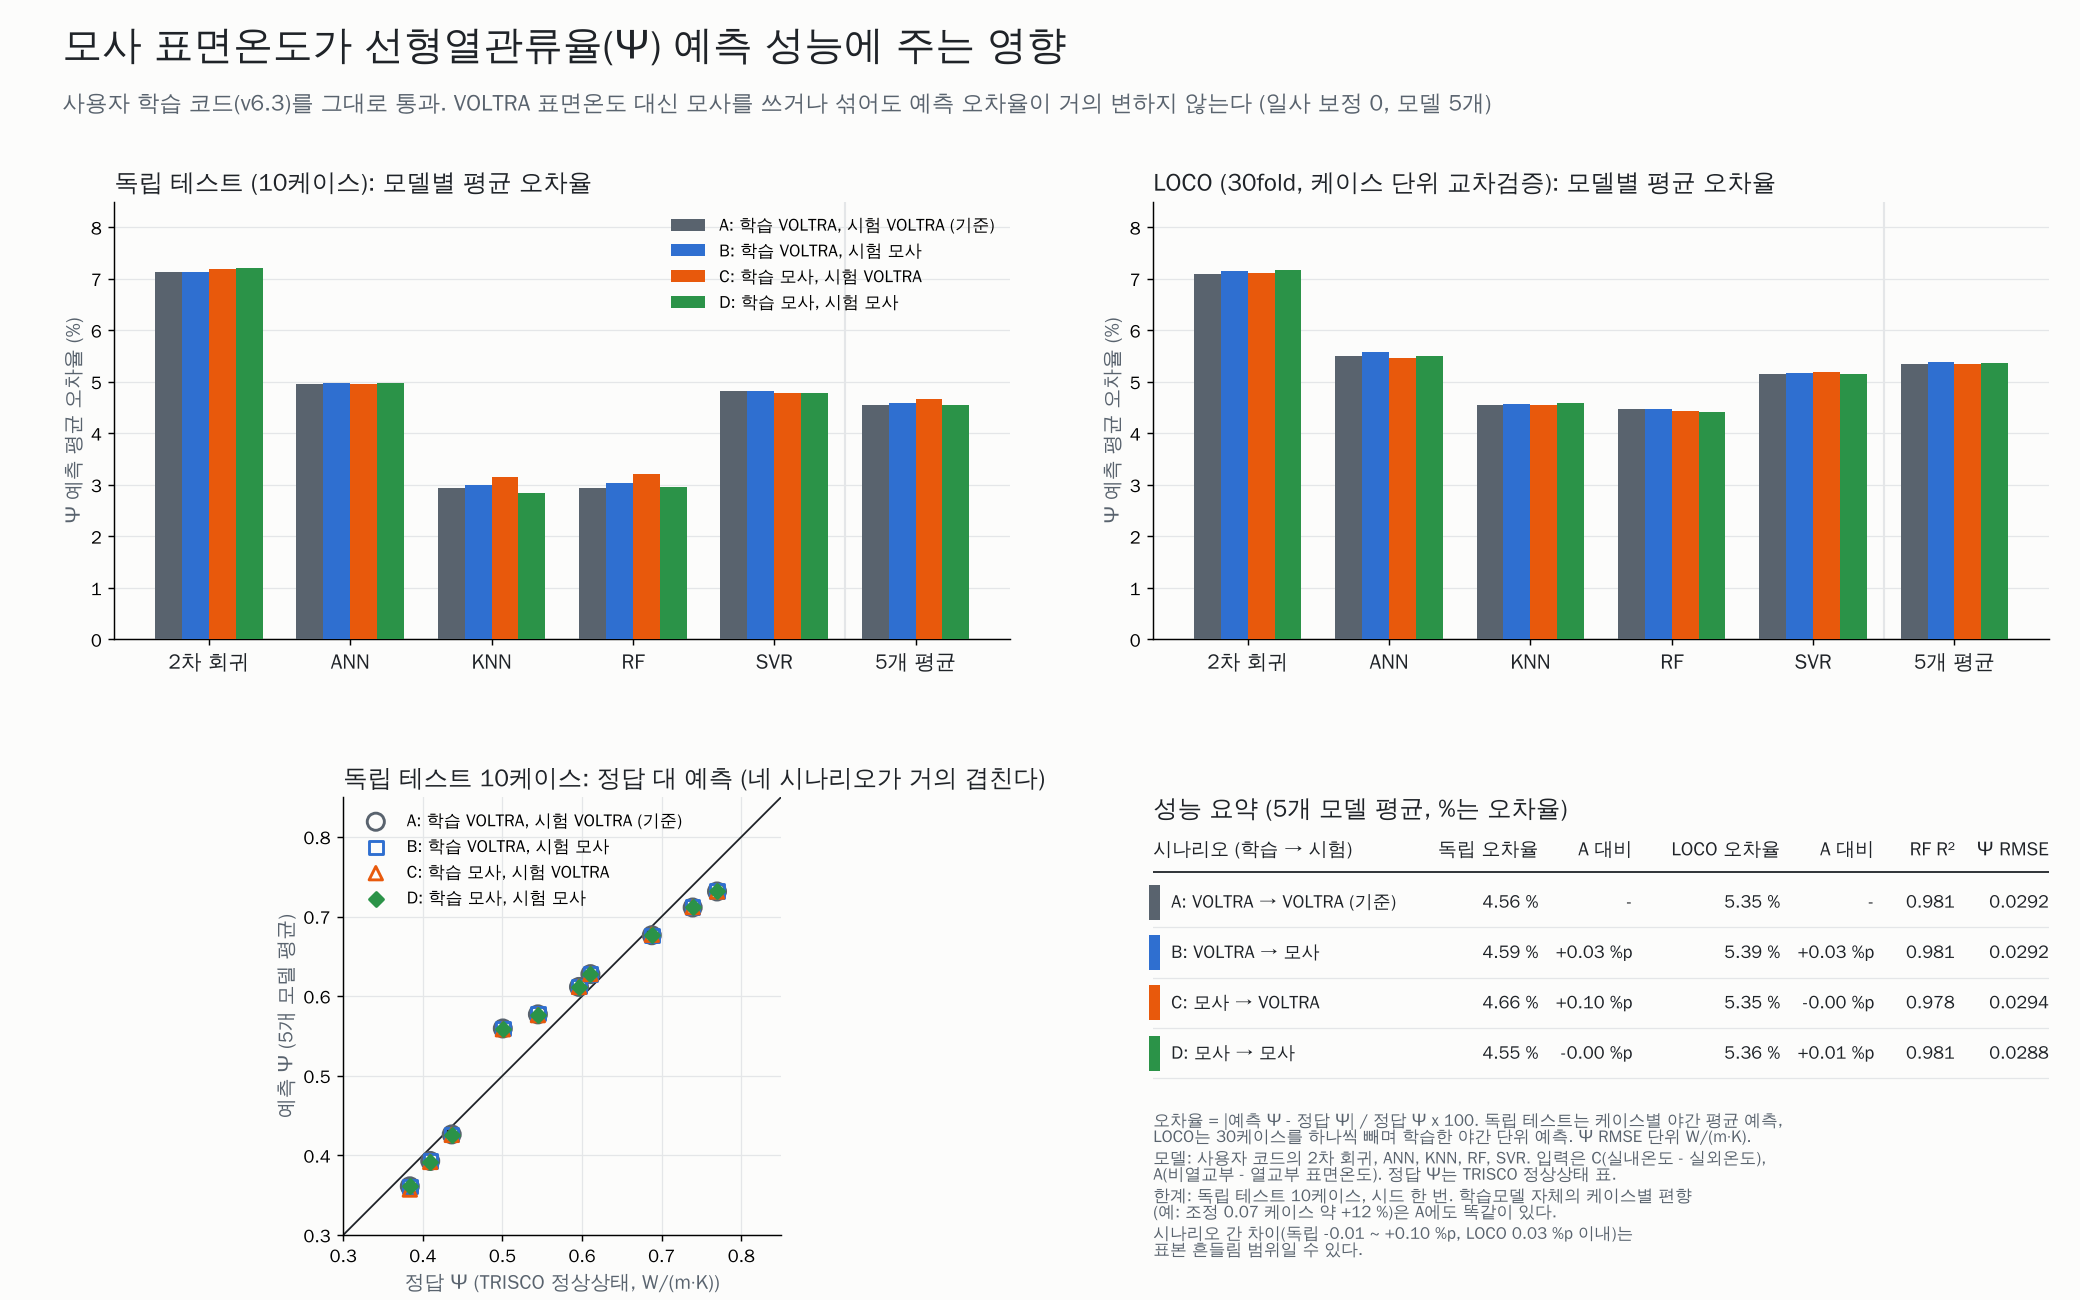 모사 표면온도가 선형열관류율(Ψ) 예측 성능에 주는 영향
사용자 학습 코드(v6.3)를 그대로 통과. VOLTRA 표면온도 대신 모사를 쓰거나 섞어도 예측 오차율이 거의 변하지 않는다 (일사 보정 0, 모델 5개)
독립 테스트 (10케이스): 모델별 평균 오차율
A: 학습 VOLTRA, 시험 VOLTRA (기준)
B: 학습 VOLTRA, 시험 모사
C: 학습 모사, 시험 VOLTRA
D: 학습 모사, 시험 모사
Ψ 예측 평균 오차율 (%)
8
7
6
5
4
3
2
1
0
2차 회귀 ANN KNN RF SVR 5개 평균
LOCO (30fold, 케이스 단위 교차검증): 모델별 평균 오차율
Ψ 예측 평균 오차율 (%)
8
7
6
5
4
3
2
1
0
2차 회귀 ANN KNN RF SVR 5개 평균
독립 테스트 10케이스: 정답 대 예측 (네 시나리오가 거의 겹친다)
A: 학습 VOLTRA, 시험 VOLTRA (기준)
B: 학습 VOLTRA, 시험 모사
C: 학습 모사, 시험 VOLTRA
D: 학습 모사, 시험 모사
예측 Ψ (5개 모델 평균)
0.8
0.7
0.6
0.5
0.4
0.3
0.3 0.4 0.5 0.6 0.7 0.8
정답 Ψ (TRISCO 정상상태, W/(m·K))
성능 요약 (5개 모델 평균, %는 오차율)
시나리오 (학습 → 시험) 독립 오차율 A 대비 LOCO 오차율 A 대비 RF R² Ψ RMSE
A: VOLTRA → VOLTRA (기준) 4.56 % - 5.35 % - 0.981 0.0292
B: VOLTRA → 모사 4.59 % +0.03 %p 5.39 % +0.03 %p 0.981 0.0292
C: 모사 → VOLTRA 4.66 % +0.10 %p 5.35 % -0.00 %p 0.978 0.0294
D: 모사 → 모사 4.55 % -0.00 %p 5.36 % +0.01 %p 0.981 0.0288
오차율 = |예측 Ψ - 정답 Ψ| / 정답 Ψ x 100. 독립 테스트는 케이스별 야간 평균 예측,
LOCO는 30케이스를 하나씩 빼며 학습한 야간 단위 예측. Ψ RMSE 단위 W/(m·K).
모델: 사용자 코드의 2차 회귀, ANN, KNN, RF, SVR. 입력은 C(실내온도 - 실외온도),
A(비열교부 - 열교부 표면온도). 정답 Ψ는 TRISCO 정상상태 표.
한계: 독립 테스트 10케이스, 시드 한 번. 학습모델 자체의 케이스별 편향
(예: 조정 0.07 케이스 약 +12 %)은 A에도 똑같이 있다.
시나리오 간 차이(독립 -0.01 ~ +0.10 %p, LOCO 0.03 %p 이내)는
표본 흔들림 범위일 수 있다.